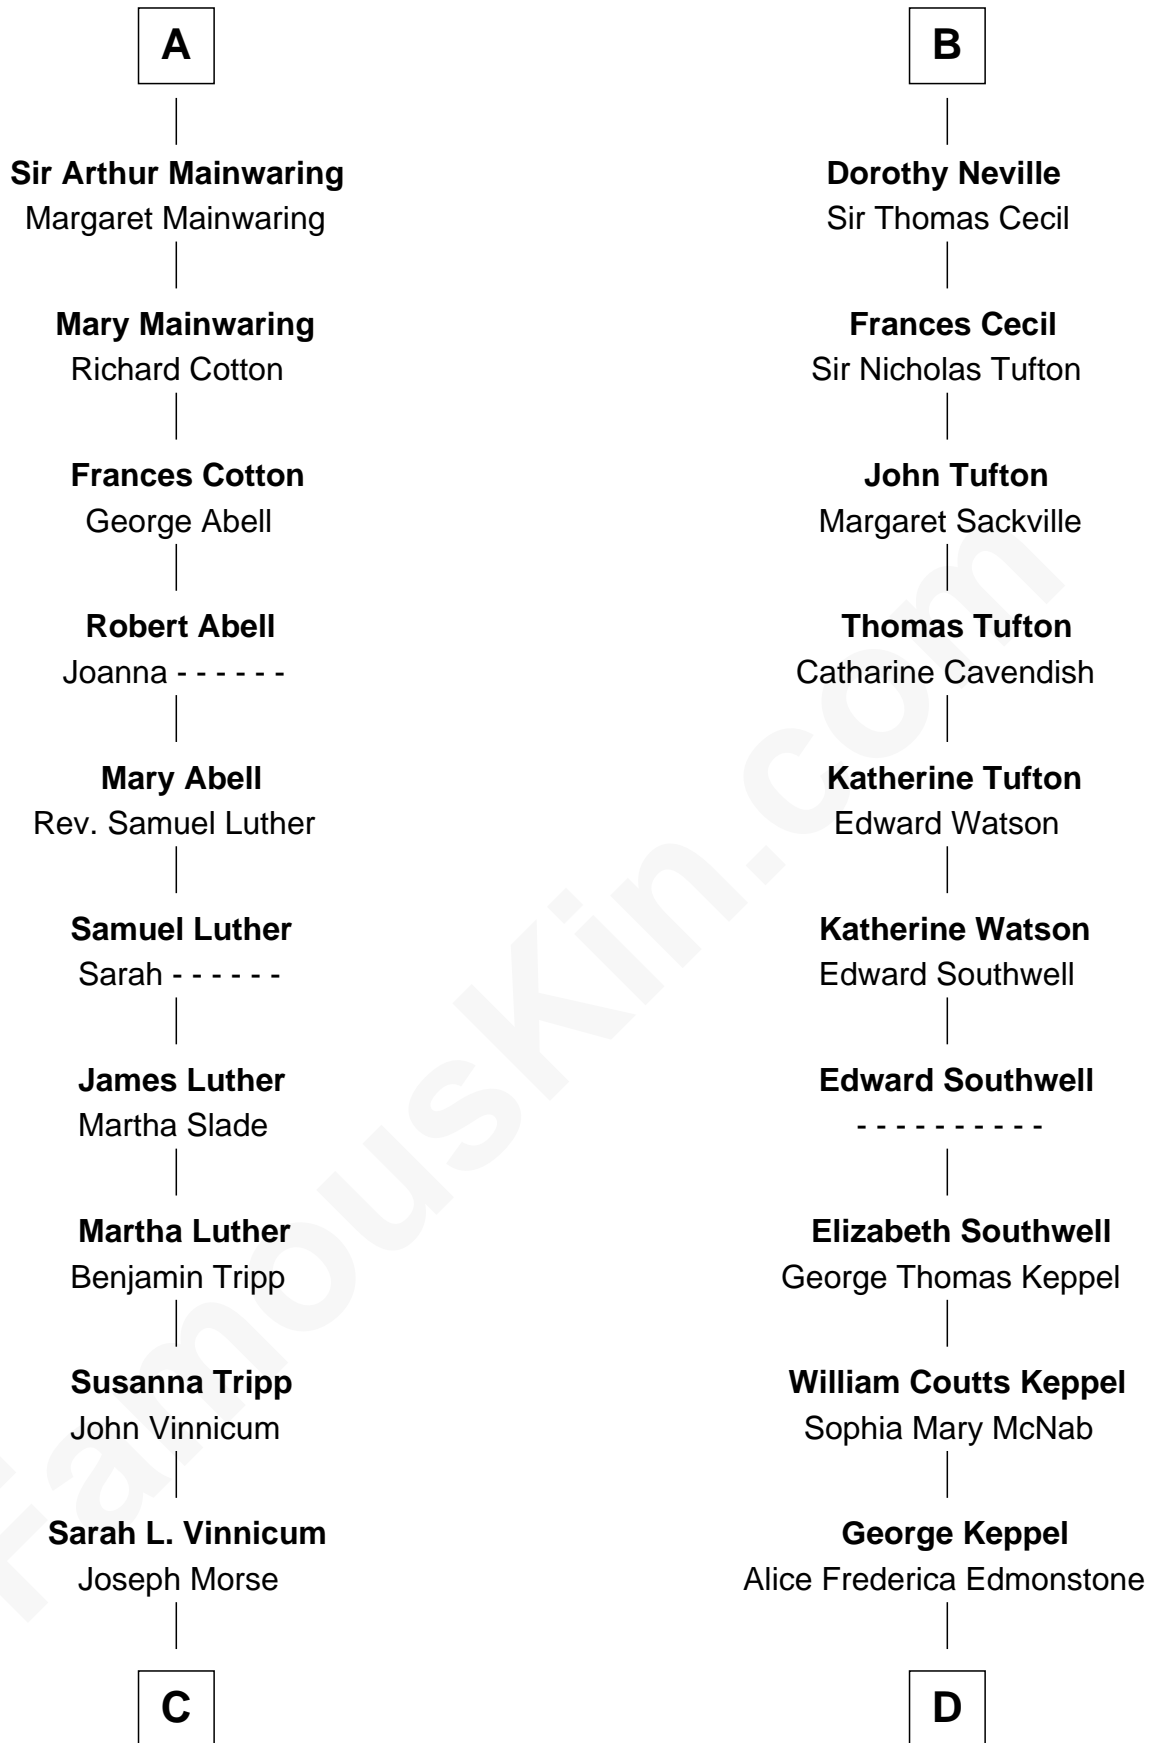 A
Sir Arthur Mainwaring
Margaret Mainwaring
Mary Mainwaring
Richard Cotton
Frances Cotton
George Abell
Robert Abell
Joanna - - - - - -
Mary Abell
Rev. Samuel Luther
Samuel Luther
Sarah - - - - - -
James Luther
Martha Slade
Martha Luther
Benjamin Tripp
Susanna Tripp
John Vinnicum
Sarah L. Vinnicum
Joseph Morse
C
B
Dorothy Neville
Sir Thomas Cecil
Frances Cecil
Sir Nicholas Tufton
John Tufton
Margaret Sackville
Thomas Tufton
Catharine Cavendish
Katherine Tufton
Edward Watson
Katherine Watson
Edward Southwell
Edward Southwell
- - - - - - - - - -
Elizabeth Southwell
George Thomas Keppel
William Coutts Keppel
Sophia Mary McNab
George Keppel
Alice Frederica Edmonstone
D
FamousKin.com